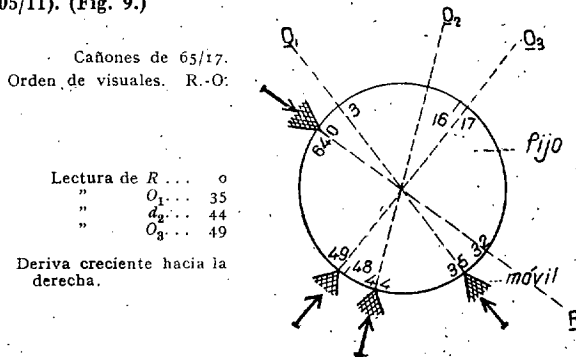 05/11). (Fig. 9.)
Cañones de 65/17.
Orden de visuales. R.-O:
Lectura de R ... 0
" O₁... 35
" d₂... 44
" O₃... 49
Deriva creciente hacia la
derecha.
O₁
O₂
O₃
3
64 0
16 17
fijo
49
48
44
35
32
móvil
R